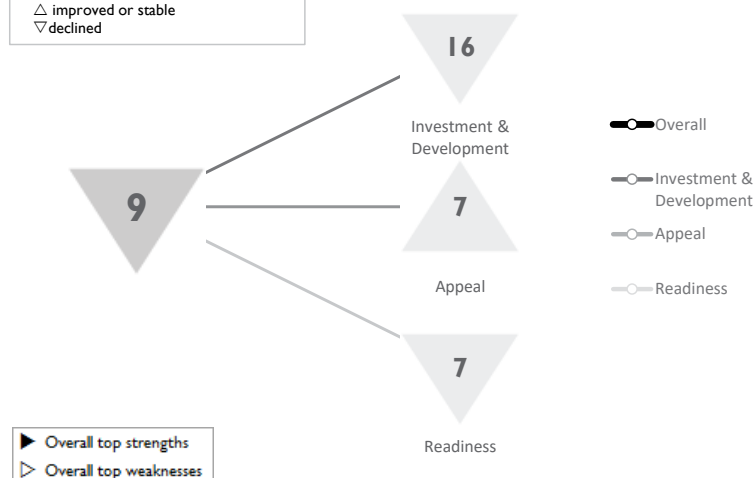 △ improved or stable
▽ declined
16
Investment &
Development
9
7
Appeal
7
Readiness
Overall
Investment &
Development
Appeal
Readiness
▶ Overall top strengths
▷ Overall top weaknesses